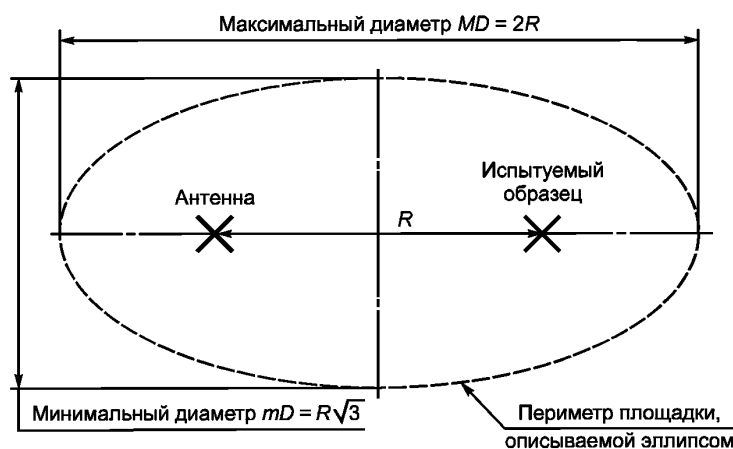 Максимальный диаметр MD = 2R
Испытуемый
образец
Антенна
R
Минимальный диаметр mD = R√3
Периметр площадки,
описываемой эллипсом